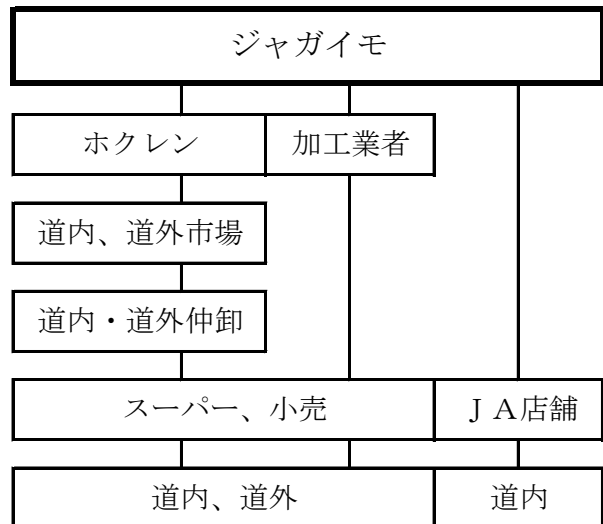 ジャガイモ
ホクレン
加工業者
道内、道外市場
道内・道外仲卸
スーパー、小売
ＪＡ店舗
道内、道外
道内